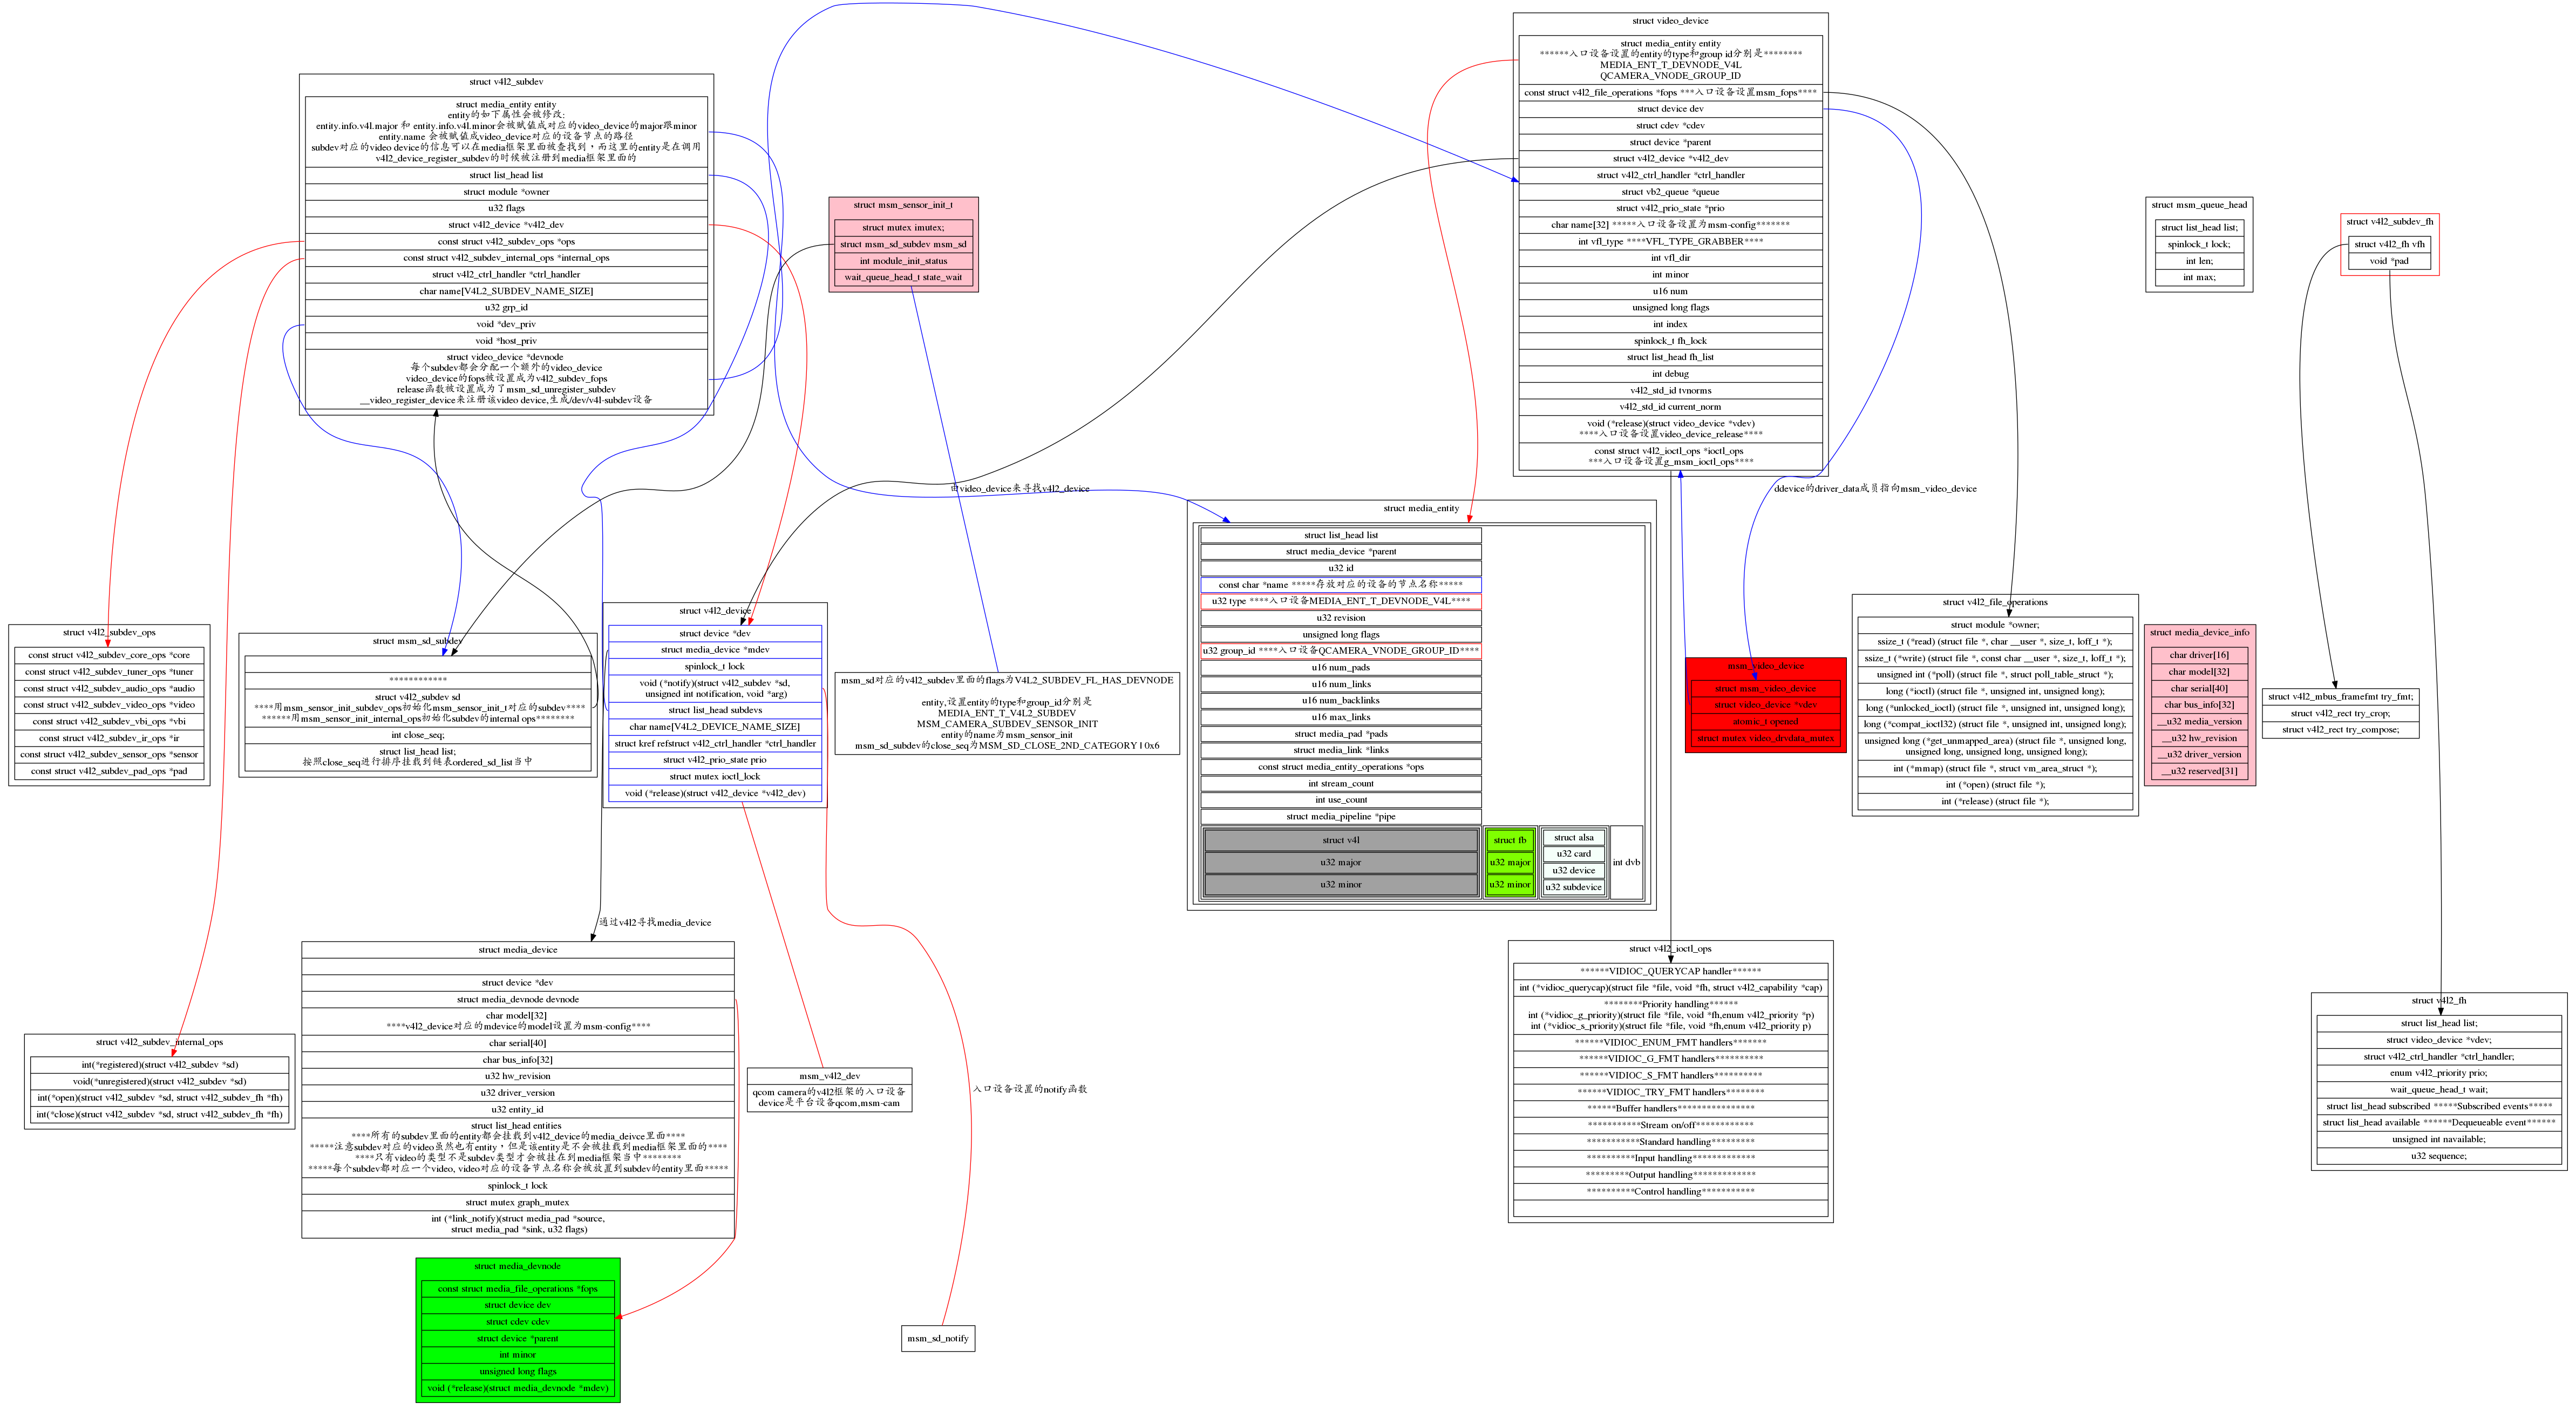 struct v4l2_subdev
struct media_entity entity
entity的如下属性会被修改:
entity.info.v4l.major 和 entity.info.v4l.minor会被赋值成对应的video_device的major跟minor
entity.name 会被赋值成video_device对应的设备节点的路径
subdev对应的video device的信息可以在media框架里面被查找到，而这里的entity是在调用
v4l2_device_register_subdev的时候被注册到media框架里面的
struct list_head list
struct module *owner
u32 flags
struct v4l2_device *v4l2_dev
const struct v4l2_subdev_ops *ops
const struct v4l2_subdev_internal_ops *internal_ops
struct v4l2_ctrl_handler *ctrl_handler
char name[V4L2_SUBDEV_NAME_SIZE]
u32 grp_id
void *dev_priv
void *host_priv
struct video_device *devnode
每个subdev都会分配一个额外的video_device
video_device的fops被设置成为v4l2_subdev_fops
release函数被设置成为了msm_sd_unregister_subdev
__video_register_device来注册该video device,生成/dev/v4l-subdev设备
struct msm_sensor_init_t
struct mutex imutex;
struct msm_sd_subdev msm_sd
int module_init_status
wait_queue_head_t state_wait
struct video_device
struct media_entity entity
******入口设备设置的entity的type和group id分别是********
MEDIA_ENT_T_DEVNODE_V4L
QCAMERA_VNODE_GROUP_ID
const struct v4l2_file_operations *fops ***入口设备设置msm_fops****
struct device dev
struct cdev *cdev
struct device *parent
struct v4l2_device *v4l2_dev
struct v4l2_ctrl_handler *ctrl_handler
struct vb2_queue *queue
struct v4l2_prio_state *prio
char name[32] *****入口设备设置为msm-config*******
int vfl_type ****VFL_TYPE_GRABBER****
int vfl_dir
int minor
u16 num
unsigned long flags
int index
spinlock_t fh_lock
struct list_head fh_list
int debug
v4l2_std_id tvnorms
v4l2_std_id current_norm
void (*release)(struct video_device *vdev)
****入口设备设置video_device_release****
const struct v4l2_ioctl_ops *ioctl_ops
***入口设备设置g_msm_ioctl_ops****
struct msm_queue_head
struct list_head list;
spinlock_t lock;
int len;
int max;
struct v4l2_subdev_fh
struct v4l2_fh vfh
void *pad
由video_device来寻找v4l2_device
ddevice的driver_data成员指向msm_video_device
struct v4l2_subdev_ops
const struct v4l2_subdev_core_ops *core
const struct v4l2_subdev_tuner_ops *tuner
const struct v4l2_subdev_audio_ops *audio
const struct v4l2_subdev_video_ops *video
const struct v4l2_subdev_vbi_ops *vbi
const struct v4l2_subdev_ir_ops *ir
const struct v4l2_subdev_sensor_ops *sensor
const struct v4l2_subdev_pad_ops *pad
struct msm_sd_subdev
************
struct v4l2_subdev sd
****用msm_sensor_init_subdev_ops初始化msm_sensor_init_t对应的subdev****
******用msm_sensor_init_internal_ops初始化subdev的internal ops********
int close_seq;
struct list_head list;
按照close_seq进行排序挂载到链表ordered_sd_list当中
struct v4l2_device
struct device *dev
struct media_device *mdev
spinlock_t lock
void (*notify)(struct v4l2_subdev *sd,
unsigned int notification, void *arg)
struct list_head subdevs
char name[V4L2_DEVICE_NAME_SIZE]
struct kref refstruct v4l2_ctrl_handler *ctrl_handler
struct v4l2_prio_state prio
struct mutex ioctl_lock
void (*release)(struct v4l2_device *v4l2_dev)
msm_sd对应的v4l2_subdev里面的flags为V4L2_SUBDEV_FL_HAS_DEVNODE
entity,设置entity的type和group_id分别是
MEDIA_ENT_T_V4L2_SUBDEV
MSM_CAMERA_SUBDEV_SENSOR_INIT
entity的name为msm_sensor_init
msm_sd_subdev的close_seq为MSM_SD_CLOSE_2ND_CATEGORY | 0x6
struct media_entity
struct list_head list
struct media_device *parent
u32 id
const char *name *****存放对应的设备的节点名称*****
u32 type ****入口设备MEDIA_ENT_T_DEVNODE_V4L****
u32 revision
unsigned long flags
u32 group_id ****入口设备QCAMERA_VNODE_GROUP_ID****
u16 num_pads
u16 num_links
u16 num_backlinks
u16 max_links
struct media_pad *pads
struct media_link *links
const struct media_entity_operations *ops
int stream_count
int use_count
struct media_pipeline *pipe
struct v4l
u32 major
u32 minor
struct fb
u32 major
u32 minor
struct alsa
u32 card
u32 device
u32 subdevice
int dvb
msm_video_device
struct msm_video_device
struct video_device *vdev
atomic_t opened
struct mutex video_drvdata_mutex
struct v4l2_file_operations
struct module *owner;
ssize_t (*read) (struct file *, char __user *, size_t, loff_t *);
ssize_t (*write) (struct file *, const char __user *, size_t, loff_t *);
unsigned int (*poll) (struct file *, struct poll_table_struct *);
long (*ioctl) (struct file *, unsigned int, unsigned long);
long (*unlocked_ioctl) (struct file *, unsigned int, unsigned long);
long (*compat_ioctl32) (struct file *, unsigned int, unsigned long);
unsigned long (*get_unmapped_area) (struct file *, unsigned long,
unsigned long, unsigned long, unsigned long);
int (*mmap) (struct file *, struct vm_area_struct *);
int (*open) (struct file *);
int (*release) (struct file *);
struct media_device_info
char driver[16]
char model[32]
char serial[40]
char bus_info[32]
__u32 media_version
__u32 hw_revision
__u32 driver_version
__u32 reserved[31]
struct v4l2_mbus_framefmt try_fmt;
struct v4l2_rect try_crop;
struct v4l2_rect try_compose;
通过v4l2寻找media_device
struct media_device
struct device *dev
struct media_devnode devnode
char model[32]
****v4l2_device对应的mdevice的model设置为msm-config****
char serial[40]
char bus_info[32]
u32 hw_revision
u32 driver_version
u32 entity_id
struct list_head entities
****所有的subdev里面的entity都会挂载到v4l2_device的media_deivce里面****
*****注意subdev对应的video虽然也有entity，但是该entity是不会被挂载到media框架里面的****
****只有video的类型不是subdev类型才会被挂在到media框架当中********
*****每个subdev都对应一个video, video对应的设备节点名称会被放置到subdev的entity里面*****
spinlock_t lock
struct mutex graph_mutex
int (*link_notify)(struct media_pad *source,
struct media_pad *sink, u32 flags)
struct v4l2_subdev_internal_ops
int(*registered)(struct v4l2_subdev *sd)
void(*unregistered)(struct v4l2_subdev *sd)
int(*open)(struct v4l2_subdev *sd, struct v4l2_subdev_fh *fh)
int(*close)(struct v4l2_subdev *sd, struct v4l2_subdev_fh *fh)
msm_v4l2_dev
qcom camera的v4l2框架的入口设备
device是平台设备qcom,msm-cam
入口设备设置的notify函数
struct v4l2_ioctl_ops
******VIDIOC_QUERYCAP handler******
int (*vidioc_querycap)(struct file *file, void *fh, struct v4l2_capability *cap)
********Priority handling******
int (*vidioc_g_priority)(struct file *file, void *fh,enum v4l2_priority *p)
int (*vidioc_s_priority)(struct file *file, void *fh,enum v4l2_priority p)
******VIDIOC_ENUM_FMT handlers*******
******VIDIOC_G_FMT handlers**********
******VIDIOC_S_FMT handlers**********
******VIDIOC_TRY_FMT handlers********
******Buffer handlers****************
***********Stream on/off************
***********Standard handling*********
**********Input handling*************
*********Output handling*************
**********Control handling***********
struct v4l2_fh
struct list_head list;
struct video_device *vdev;
struct v4l2_ctrl_handler *ctrl_handler;
enum v4l2_priority prio;
wait_queue_head_t wait;
struct list_head subscribed *****Subscribed events*****
struct list_head available ******Dequeueable event******
unsigned int navailable;
u32 sequence;
struct media_devnode
const struct media_file_operations *fops
struct device dev
struct cdev cdev
struct device *parent
int minor
unsigned long flags
void (*release)(struct media_devnode *mdev)
msm_sd_notify